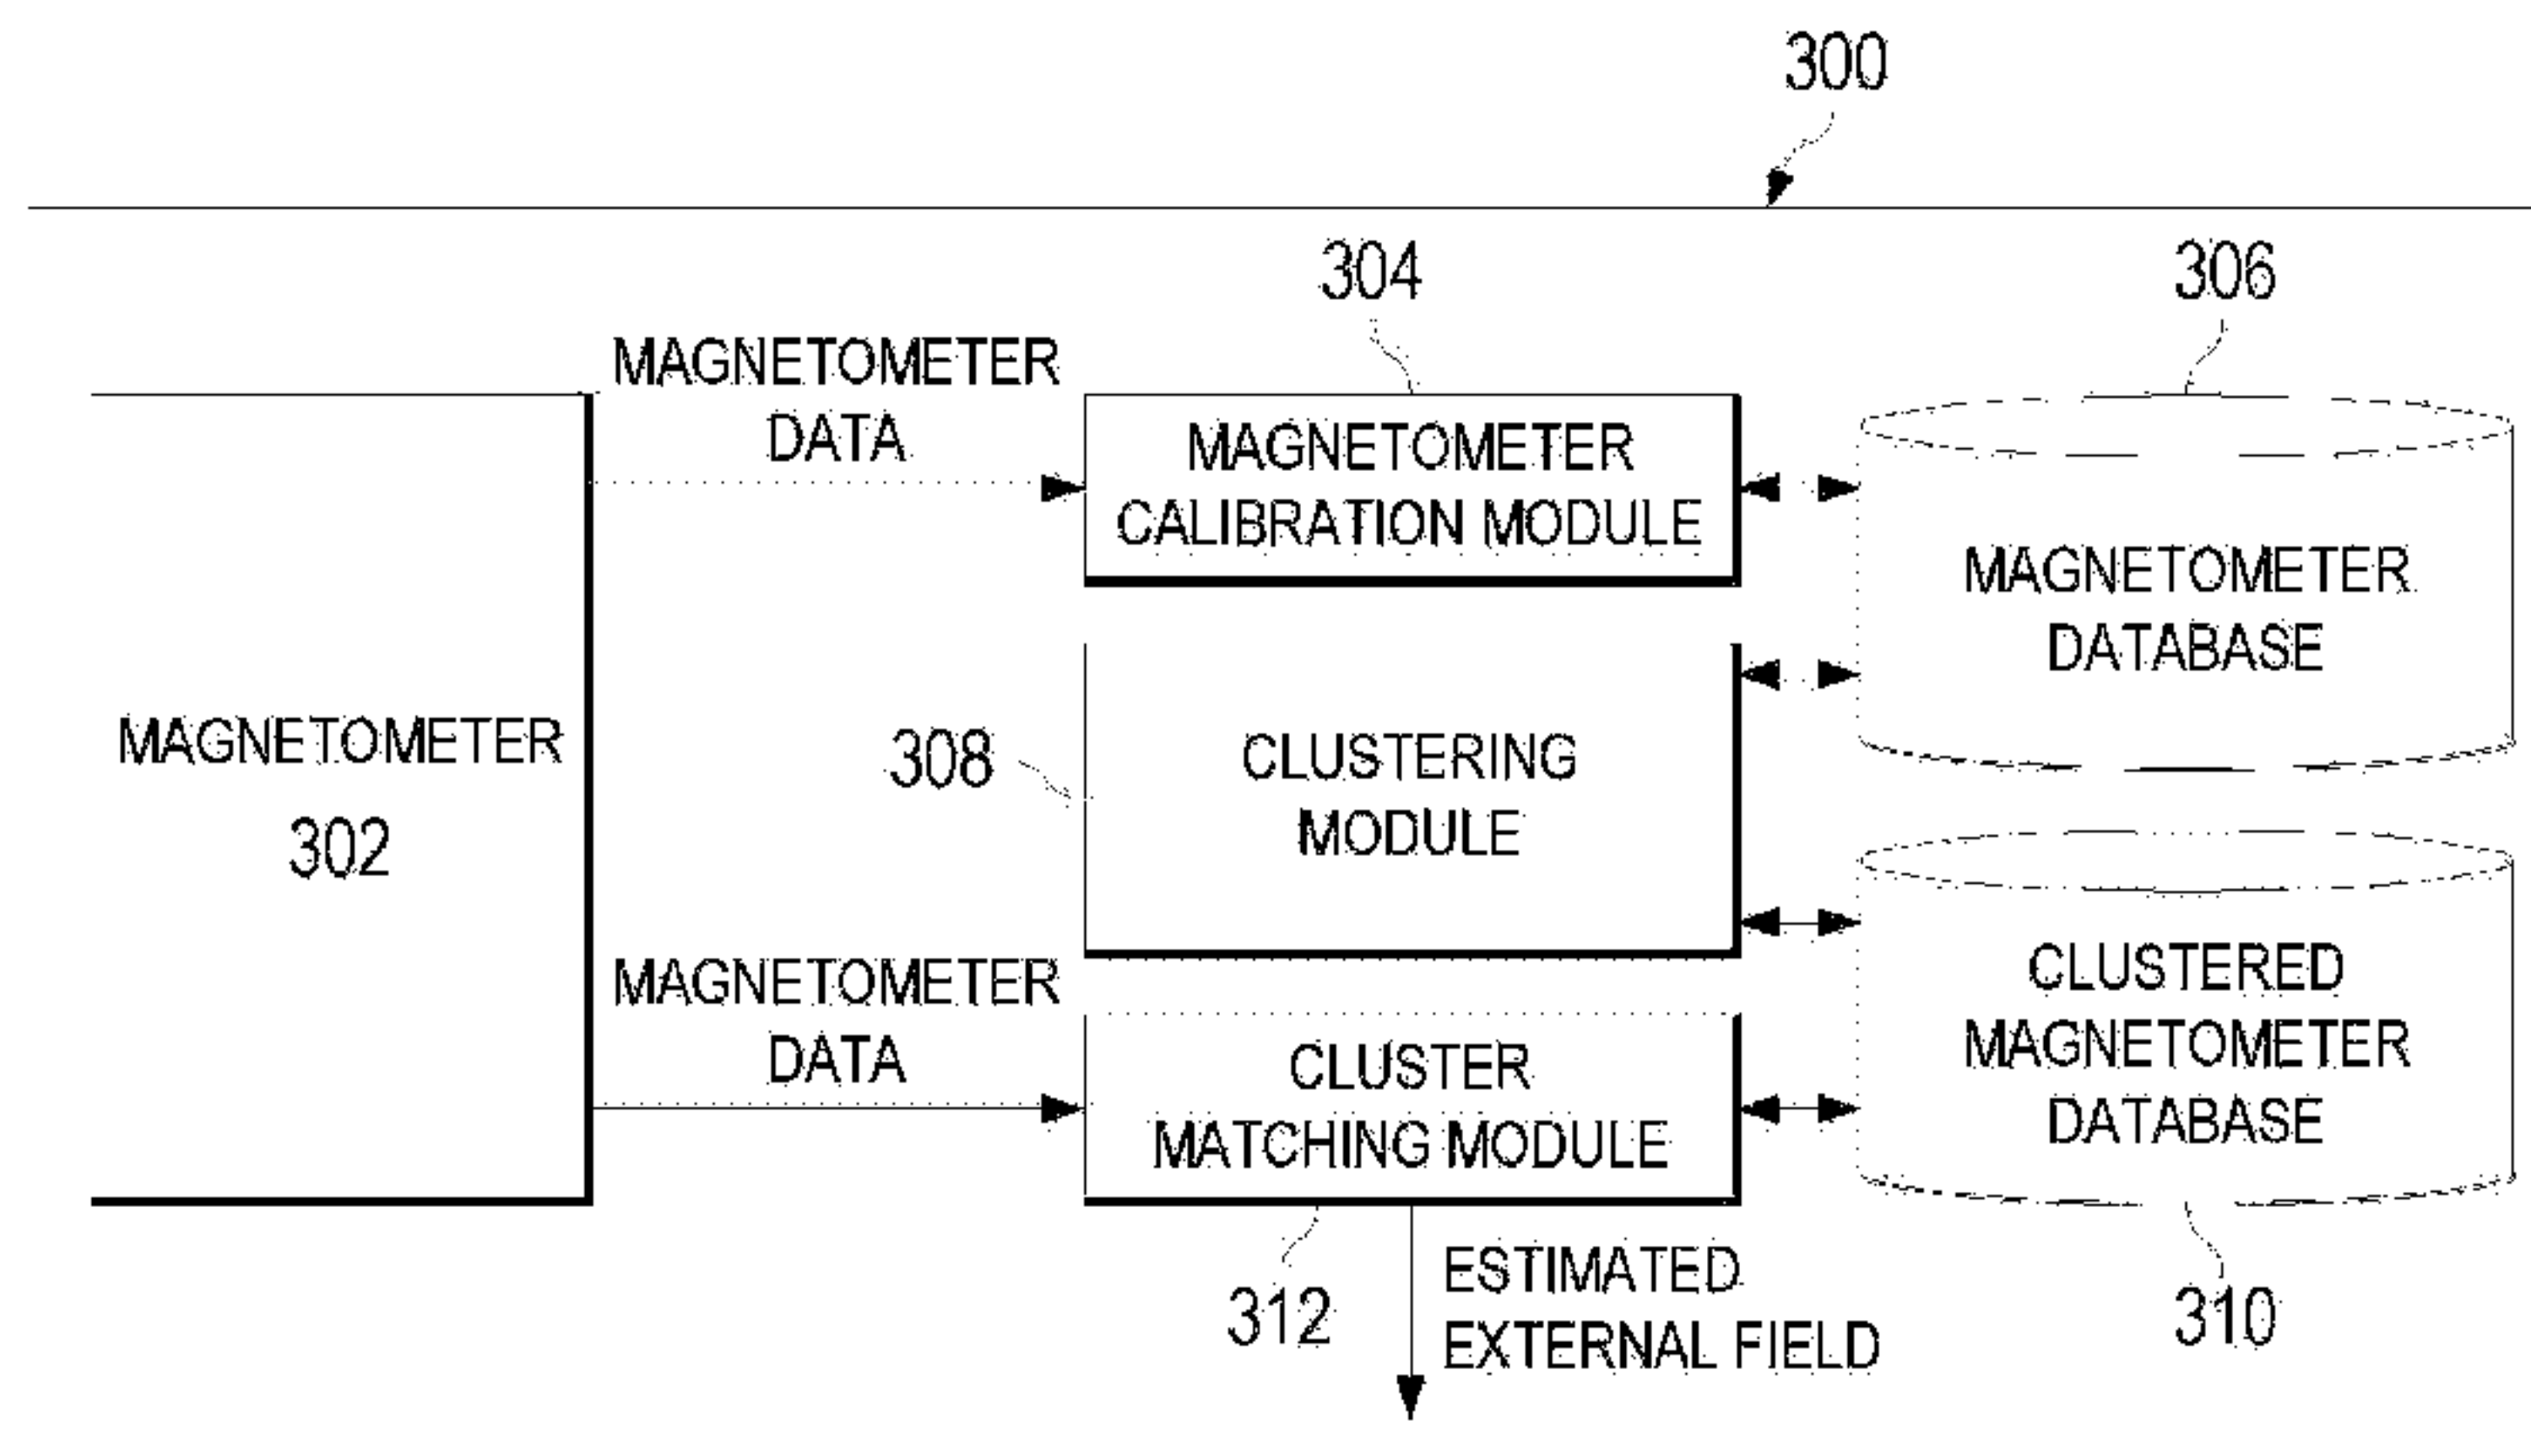 300
304
306
MAGNETOMETER
DATA
MAGNETOMETER
CALIBRATION MODULE
MAGNETOMETER
DATABASE
MAGNETOMETER
302
308
CLUSTERING
MODULE
MAGNETOMETER
DATA
CLUSTER
MATCHING MODULE
CLUSTERED
MAGNETOMETER
DATABASE
312
ESTIMATED
EXTERNAL FIELD
310